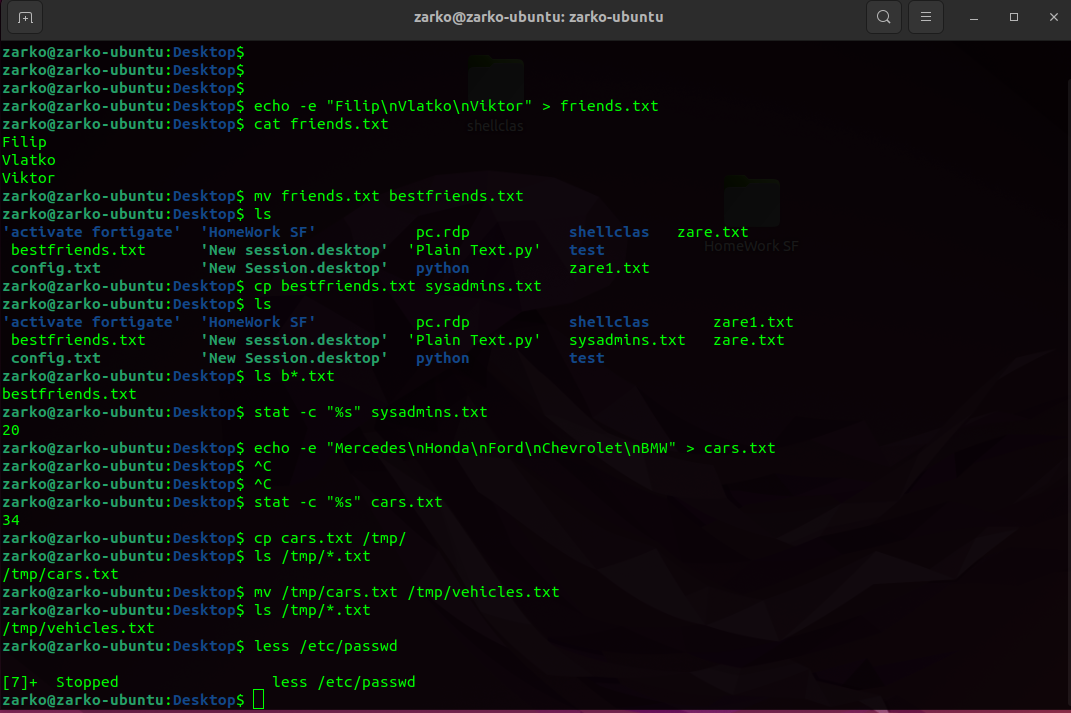 zarko@zarko-ubuntu: zarko-ubuntu
zarko@zarko-ubuntu:Desktop$
zarko@zarko-ubuntu:Desktop$
zarko@zarko-ubuntu:Desktop$
zarko@zarko-ubuntu:Desktop$ echo -e "Filip\nVlatko\nViktor" > friends.txt
zarko@zarko-ubuntu:Desktop$ cat friends.txt
shellclas
Filip
Vlatko
Viktor
zarko@zarko-ubuntu:Desktop$ mv friends.txt bestfriends.txt
zarko@zarko-ubuntu:Desktop$ ls
'activate fortigate'  'HomeWork SF'           pc.rdp           shellclas   zare.txt
HomeWork SF
 bestfriends.txt      'New session.desktop'  'Plain Text.py'   test
 config.txt           'New Session.desktop'   python           zare1.txt
zarko@zarko-ubuntu:Desktop$ cp bestfriends.txt sysadmins.txt
zarko@zarko-ubuntu:Desktop$ ls
'activate fortigate'  'HomeWork SF'           pc.rdp           shellclas       zare1.txt
 bestfriends.txt      'New session.desktop'  'Plain Text.py'   sysadmins.txt   zare.txt
 config.txt           'New Session.desktop'   python           test
zarko@zarko-ubuntu:Desktop$ ls b*.txt
bestfriends.txt
zarko@zarko-ubuntu:Desktop$ stat -c "%s" sysadmins.txt
20
zarko@zarko-ubuntu:Desktop$ echo -e "Mercedes\nHonda\nFord\nChevrolet\nBMW" > cars.txt
zarko@zarko-ubuntu:Desktop$ ^C
zarko@zarko-ubuntu:Desktop$ ^C
zarko@zarko-ubuntu:Desktop$ stat -c "%s" cars.txt
34
zarko@zarko-ubuntu:Desktop$ cp cars.txt /tmp/
zarko@zarko-ubuntu:Desktop$ ls /tmp/*.txt
/tmp/cars.txt
zarko@zarko-ubuntu:Desktop$ mv /tmp/cars.txt /tmp/vehicles.txt
zarko@zarko-ubuntu:Desktop$ ls /tmp/*.txt
/tmp/vehicles.txt
zarko@zarko-ubuntu:Desktop$ less /etc/passwd
[7]+  Stopped                 less /etc/passwd
zarko@zarko-ubuntu:Desktop$